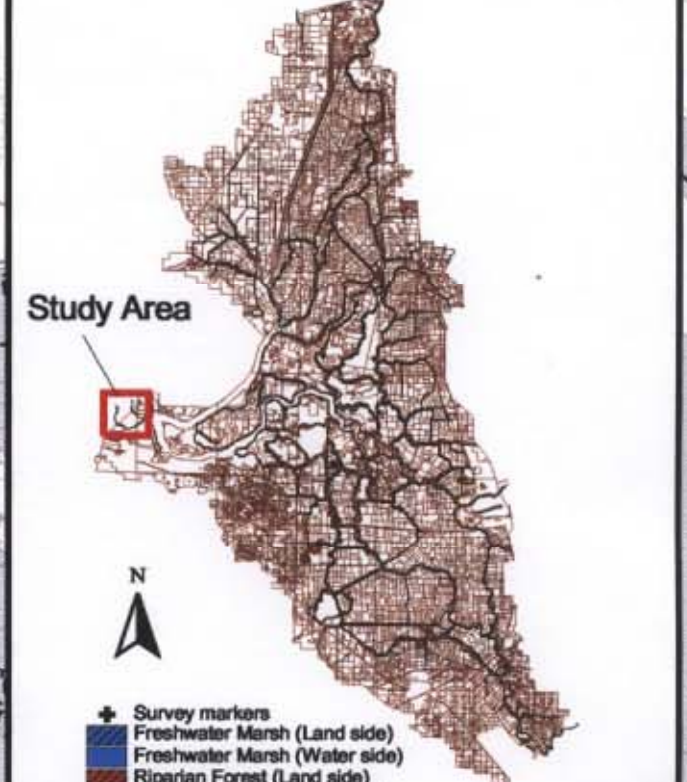 Study Area
N
Survey markers
Freshwater Marsh (Land side)
Freshwater Marsh (Water side)
Riparian Forest (Land side)